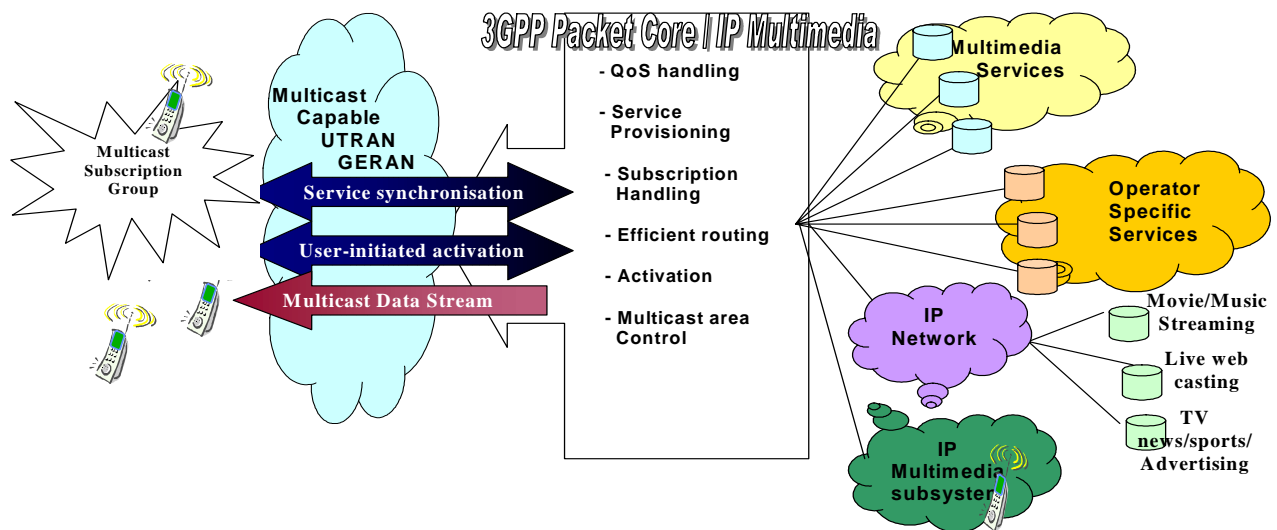 3GPP Packet Core / IP Multimedia
Multicast
Subscription
Group
Multicast
Capable
UTRAN
GERAN
Service synchronisation
User-initiated activation
Multicast Data Stream
- QoS handling
- Service
Provisioning
- Subscription
Handling
- Efficient routing
- Activation
- Multicast area
Control
Multimedia
Services
Operator
Specific
Services
IP
Network
Movie/Music
Streaming
Live web
casting
TV
news/sports/
Advertising
IP
Multimedia
subsystem